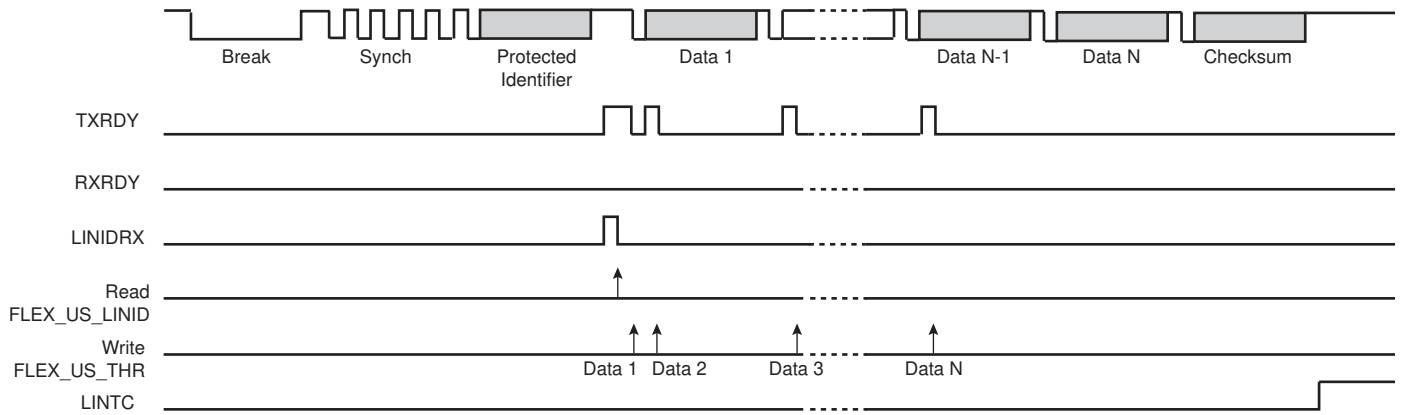 Break Synch Protected Data 1 Data N-1 Data N Checksum
Identifier
TXRDY
RXRDY
LINIDRX
Read
FLEX_US_LINID
Write
FLEX_US_THR
Data 1 Data 2 Data 3 Data N
LINTC